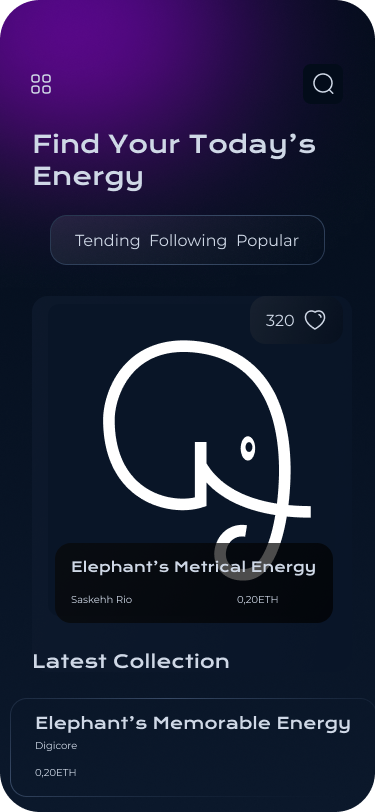 Find Your Today's
Energy
Tending Following Popular
320
Elephant's Metrical Energy
Saskehh Rio 0,20ETH
Latest Collection
Elephant's Memorable Energy
Digicore
0,20ETH